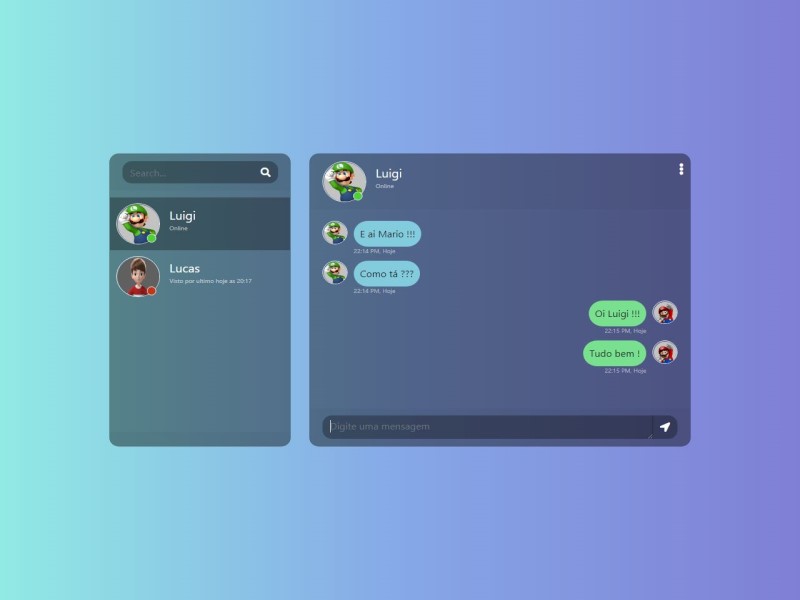 Search...
Luigi
Online
Lucas
Visto por ultimo hoje as 20:17
Luigi
Online
E ai Mario !!!
22:14 PM, Hoje
Como tá ???
22:14 PM, Hoje
Oi Luigi !!!
22:15 PM, Hoje
Tudo bem !
22:15 PM, Hoje
Digite uma mensagem